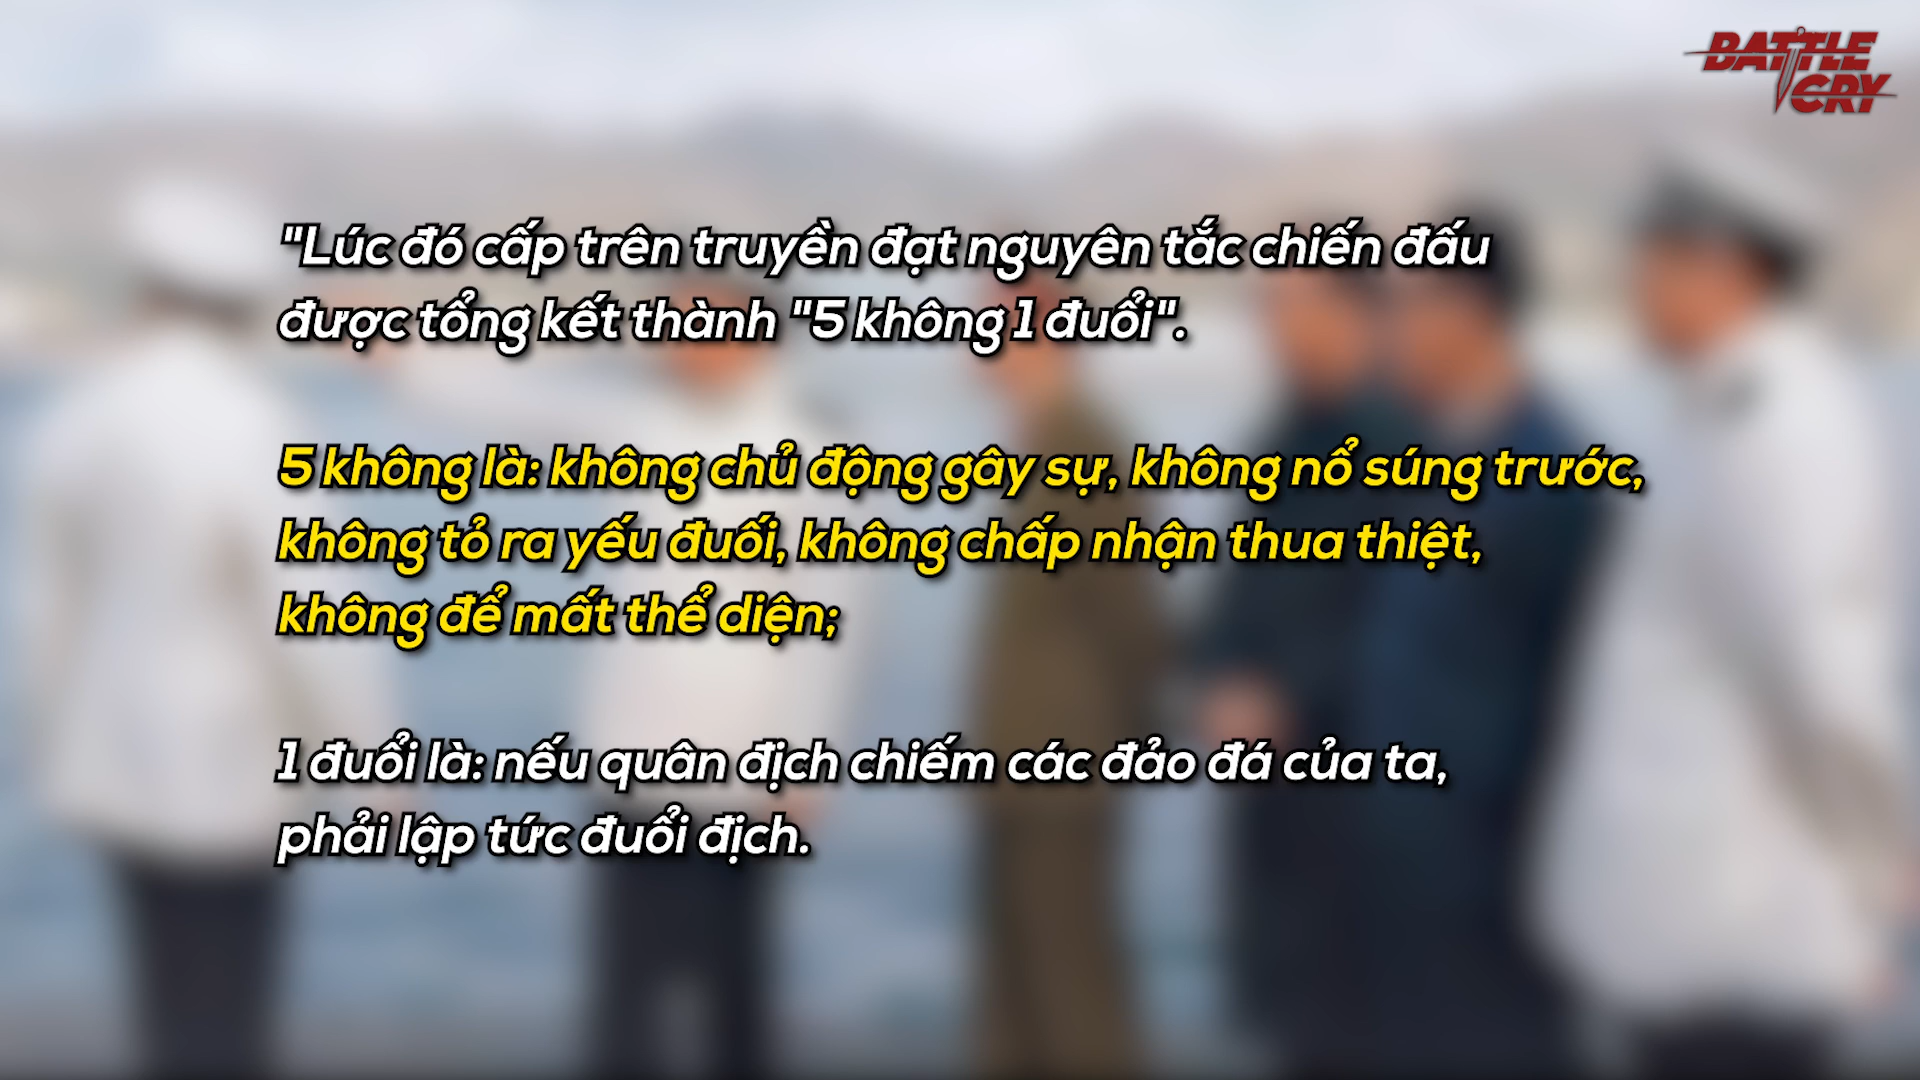 BATTLE
CRY
"Lúc đó cấp trên truyền đạt nguyên tắc chiến đấu
được tổng kết thành "5 không 1 đuổi".
5 không là: không chủ động gây sự, không nổ súng trước,
không tỏ ra yếu đuối, không chấp nhận thua thiệt,
không để mất thể diện;
1 đuổi là: nếu quân địch chiếm các đảo đá của ta,
phải lập tức đuổi địch.